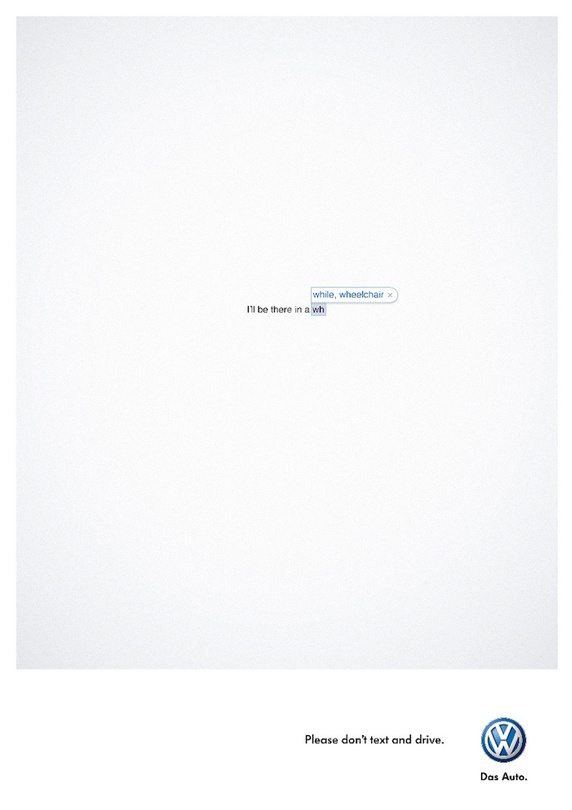 while, wheelchair ×
I'll be there in a wh
Please don't text and drive.
Das Auto.